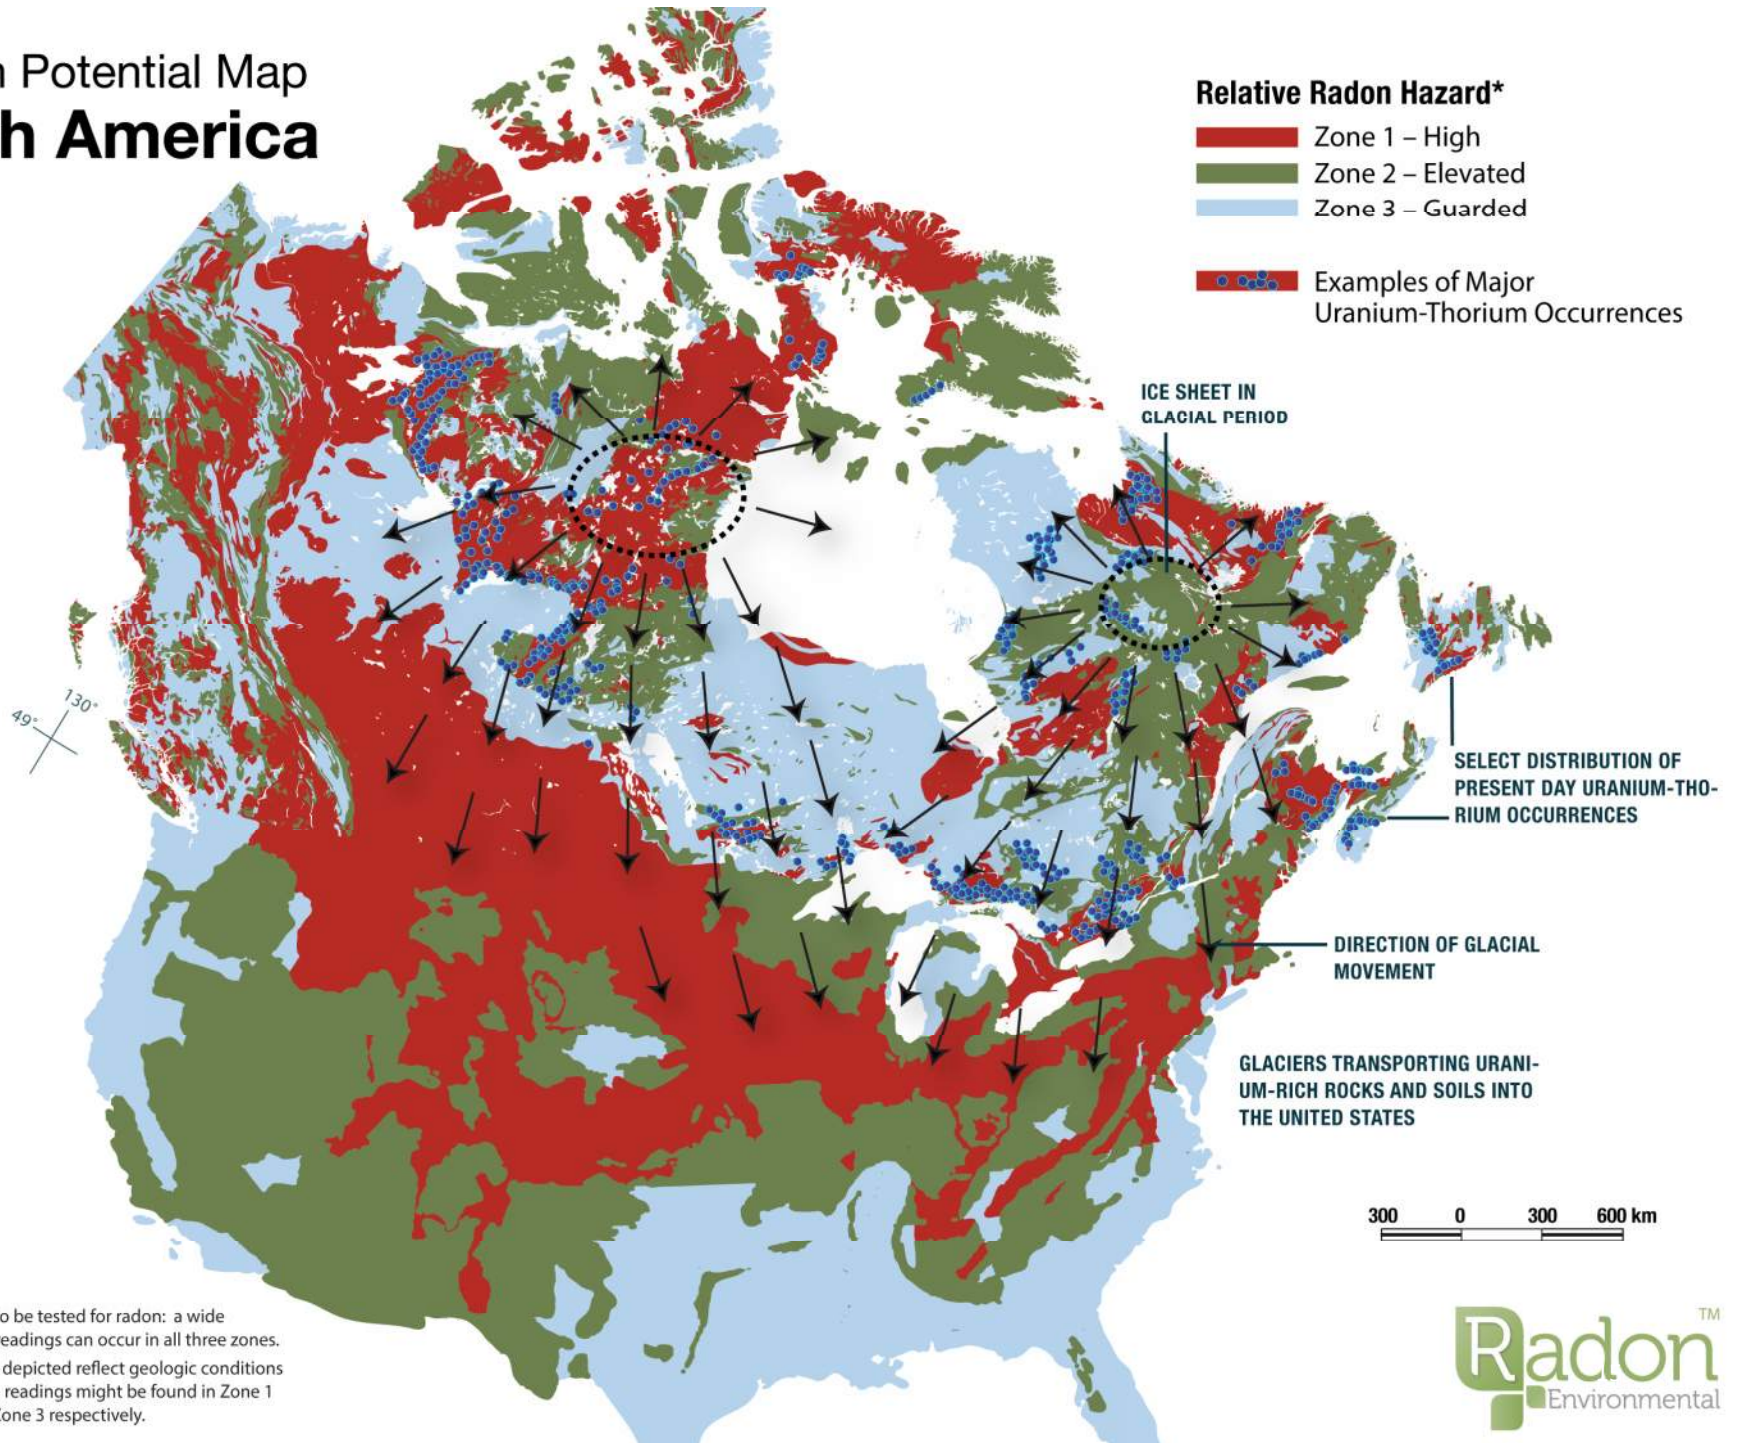 n Potential Map
h America
Relative Radon Hazard*
Zone 1 – High
Zone 2 – Elevated
Zone 3 – Guarded
Examples of Major
Uranium-Thorium Occurrences
ICE SHEET IN
GLACIAL PERIOD
130°
49°
SELECT DISTRIBUTION OF
PRESENT DAY URANIUM-THO-
RIUM OCCURRENCES
DIRECTION OF GLACIAL
MOVEMENT
GLACIERS TRANSPORTING URANI-
UM-RICH ROCKS AND SOILS INTO
THE UNITED STATES
300 0 300 600 km
o be tested for radon: a wide
readings can occur in all three zones.
depicted reflect geologic conditions
readings might be found in Zone 1
Zone 3 respectively.
Radon™
Environmental